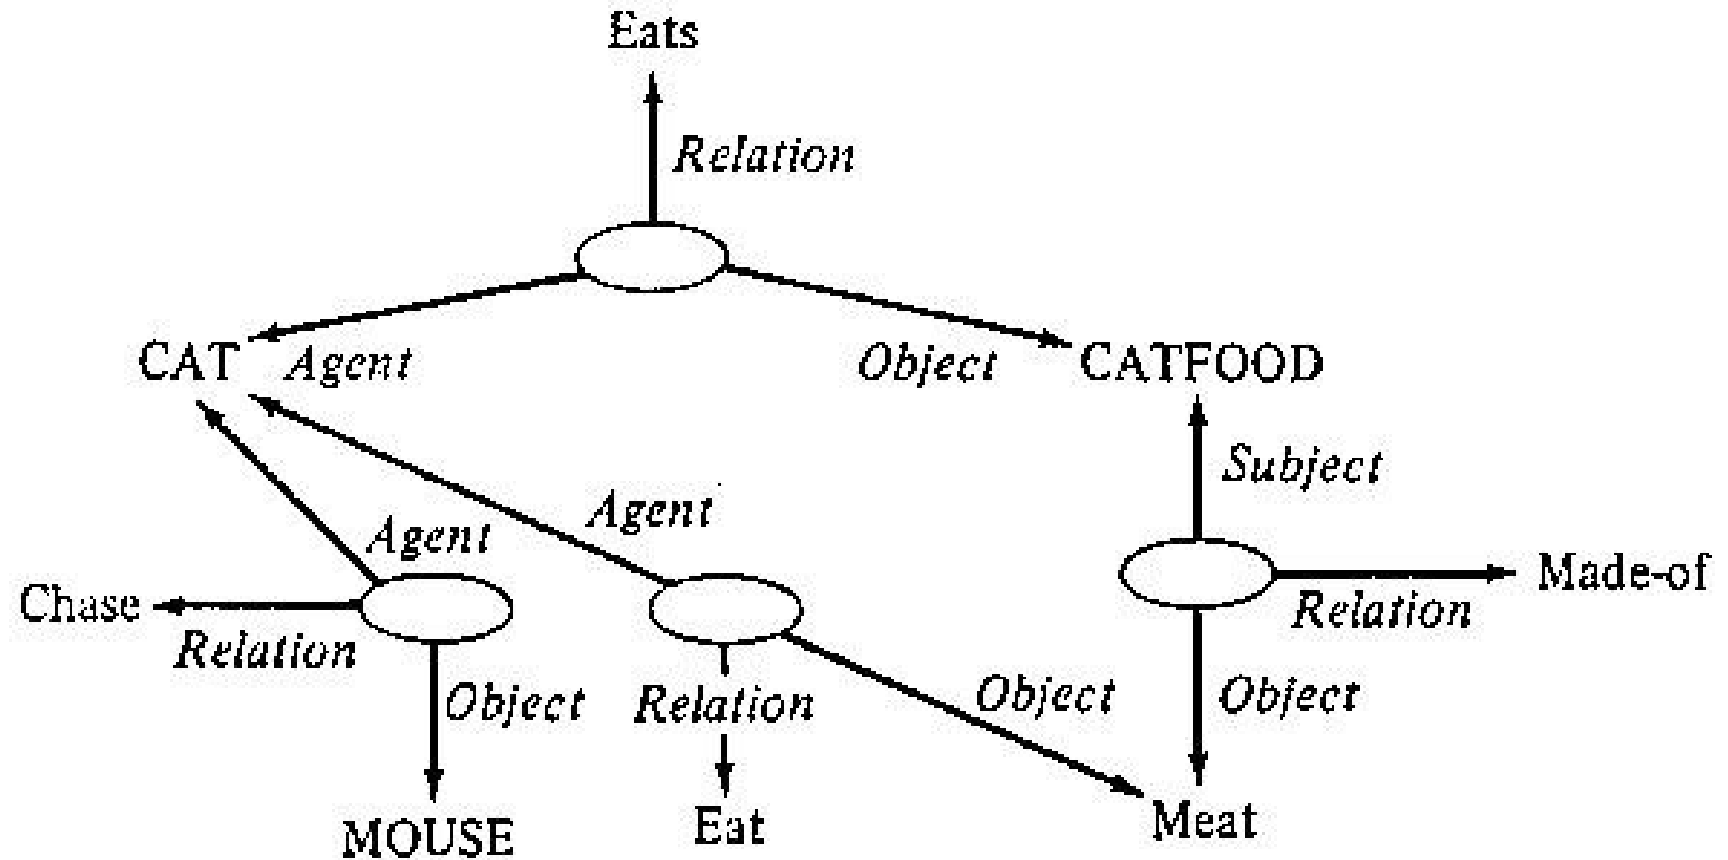 Eats
Relation
CAT Agent
Object CATFOOD
Subject
Agent
Agent
Chase
Relation
Made-of
Relation
Object
Relation
Object
Object
MOUSE
Eat
Meat